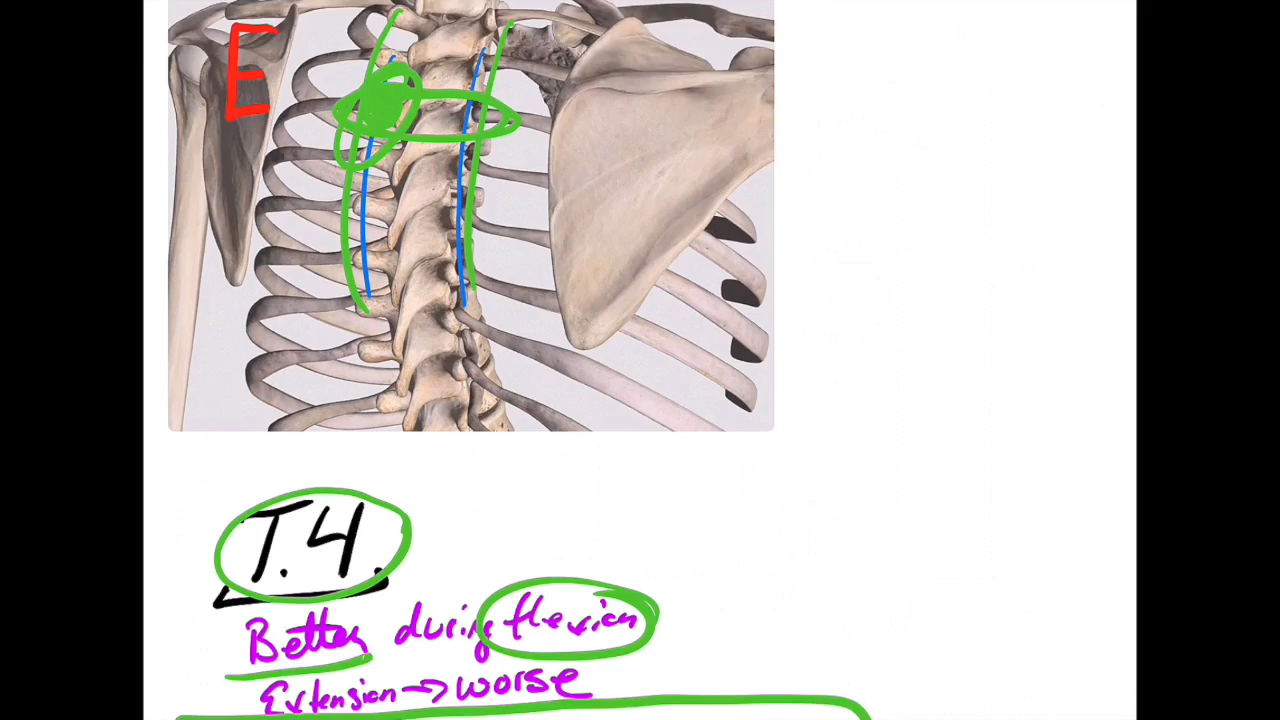 E
T.4.
Better during flexion
Extension → worse